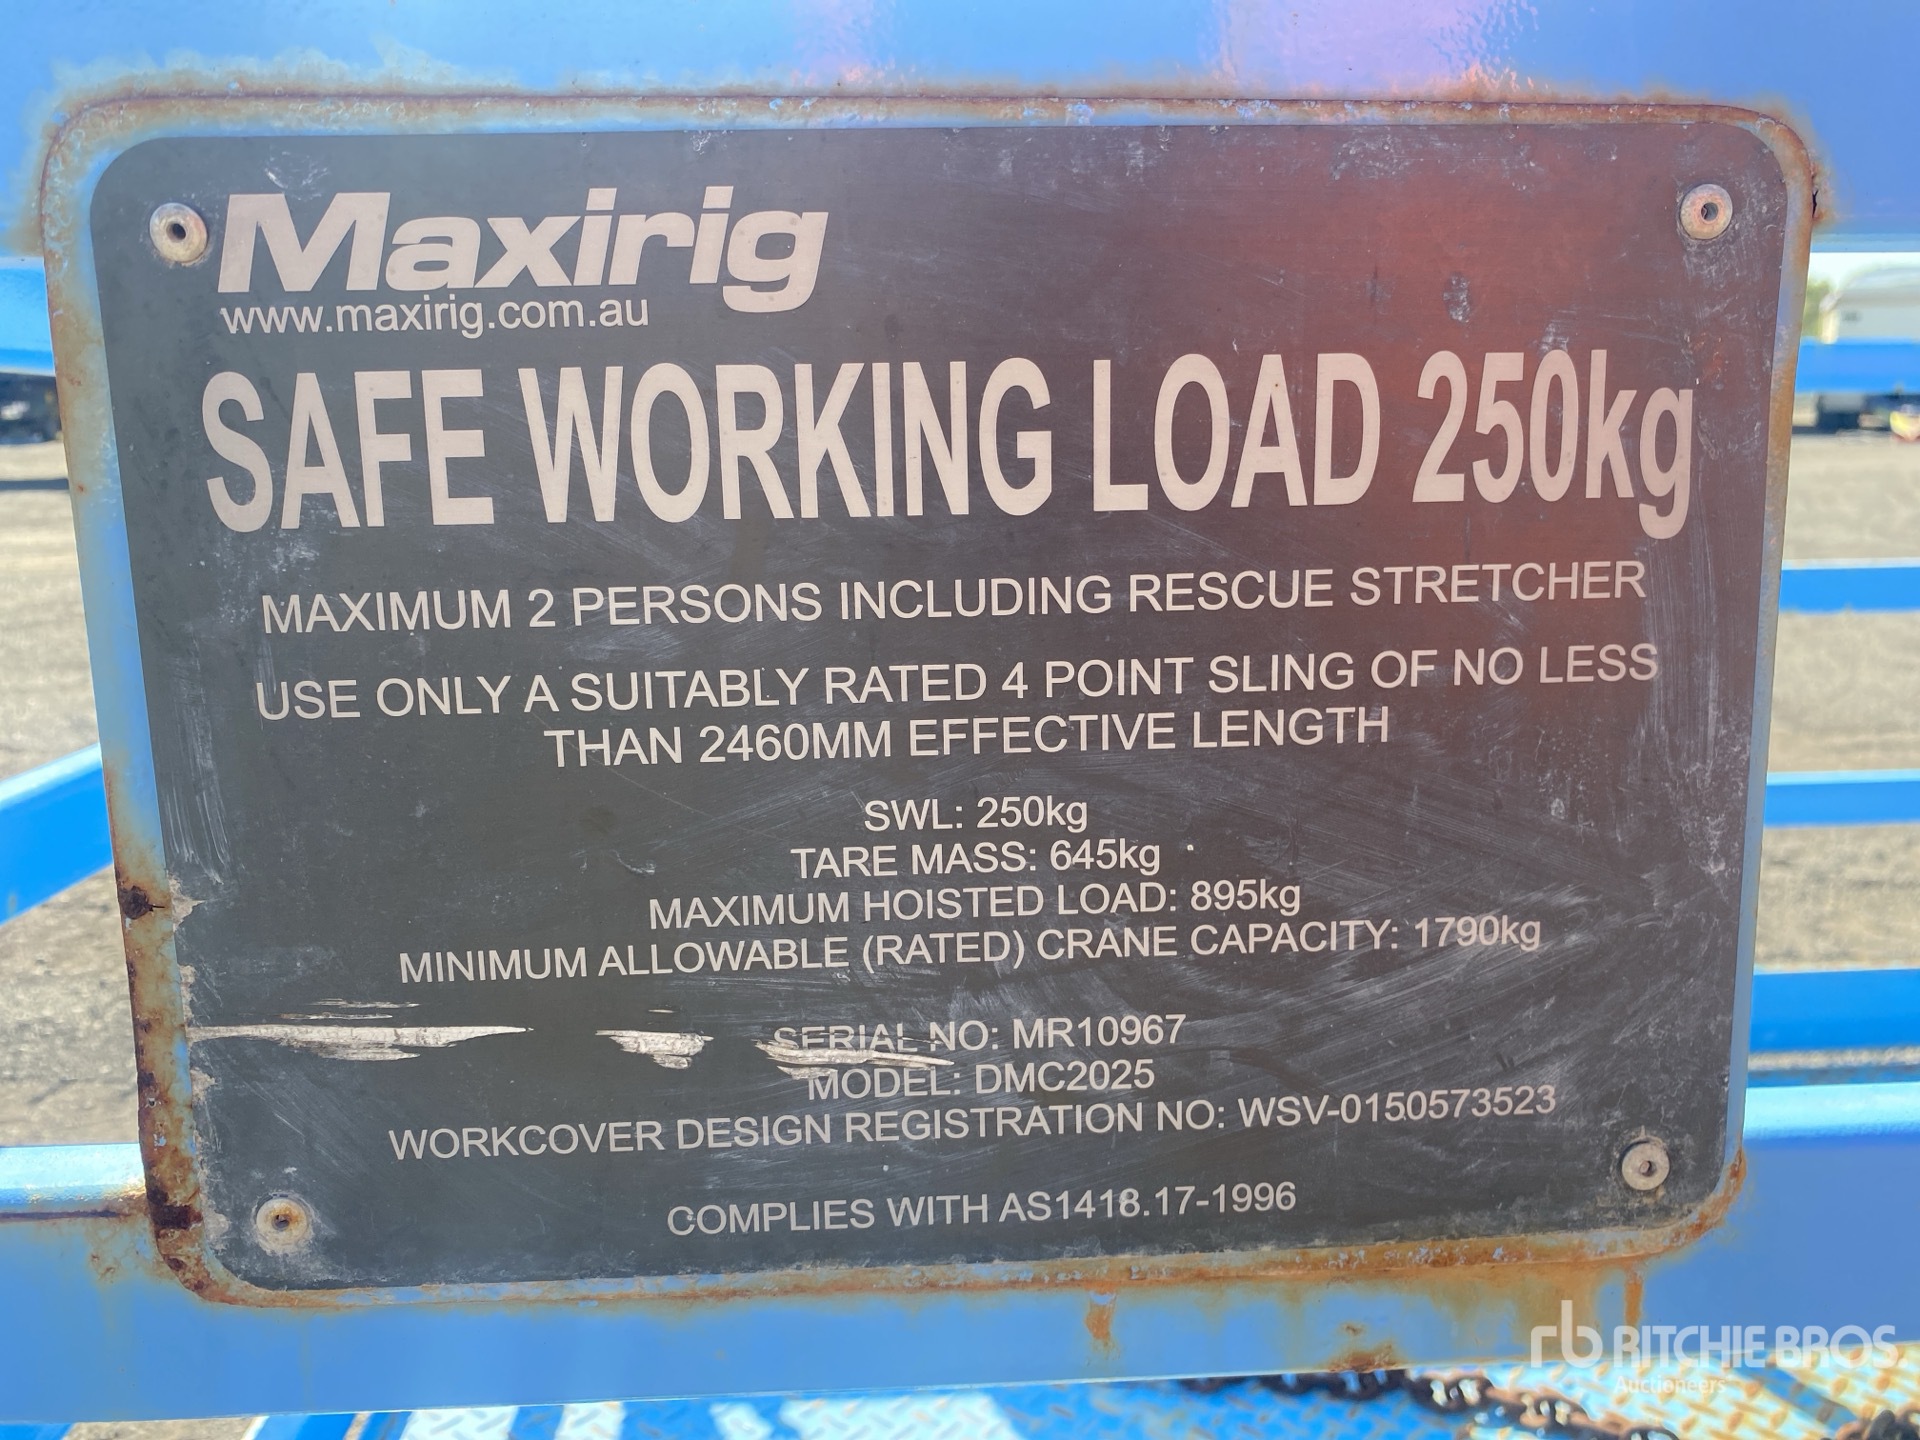 Maxirig
www.maxirig.com.au
SAFE WORKING LOAD 250kg
MAXIMUM 2 PERSONS INCLUDING RESCUE STRETCHER
USE ONLY A SUITABLY RATED 4 POINT SLING OF NO LESS
THAN 2460MM EFFECTIVE LENGTH
SWL: 250kg
TARE MASS: 645kg
MAXIMUM HOISTED LOAD: 895kg
MINIMUM ALLOWABLE (RATED) CRANE CAPACITY: 1790kg
SERIAL NO: MR10967
MODEL: DMC2025
WORKCOVER DESIGN REGISTRATION NO: WSV-0150573523
COMPLIES WITH AS1418.17-1996
rb RITCHIE BROS.
Auctioneers